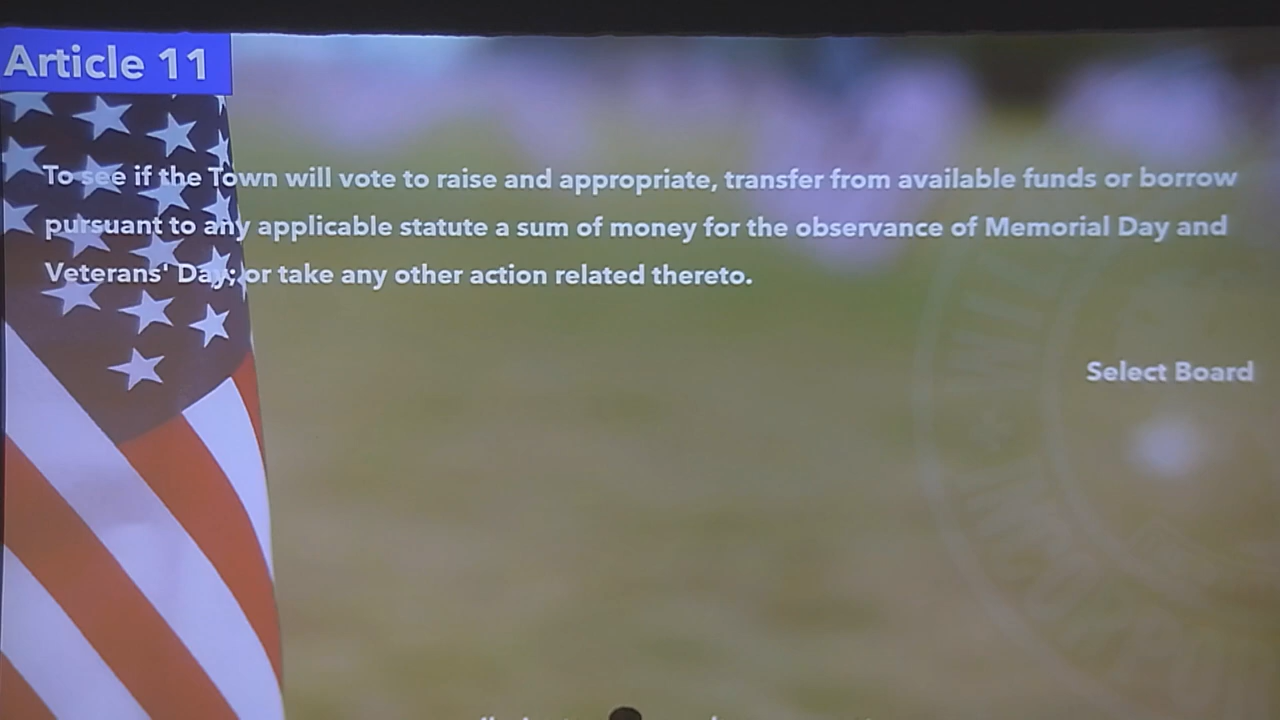 Article 11
To see if the Town will vote to raise and appropriate, transfer from available funds or borrow
pursuant to any applicable statute a sum of money for the observance of Memorial Day and
Veterans' Day; or take any other action related thereto.
Select Board